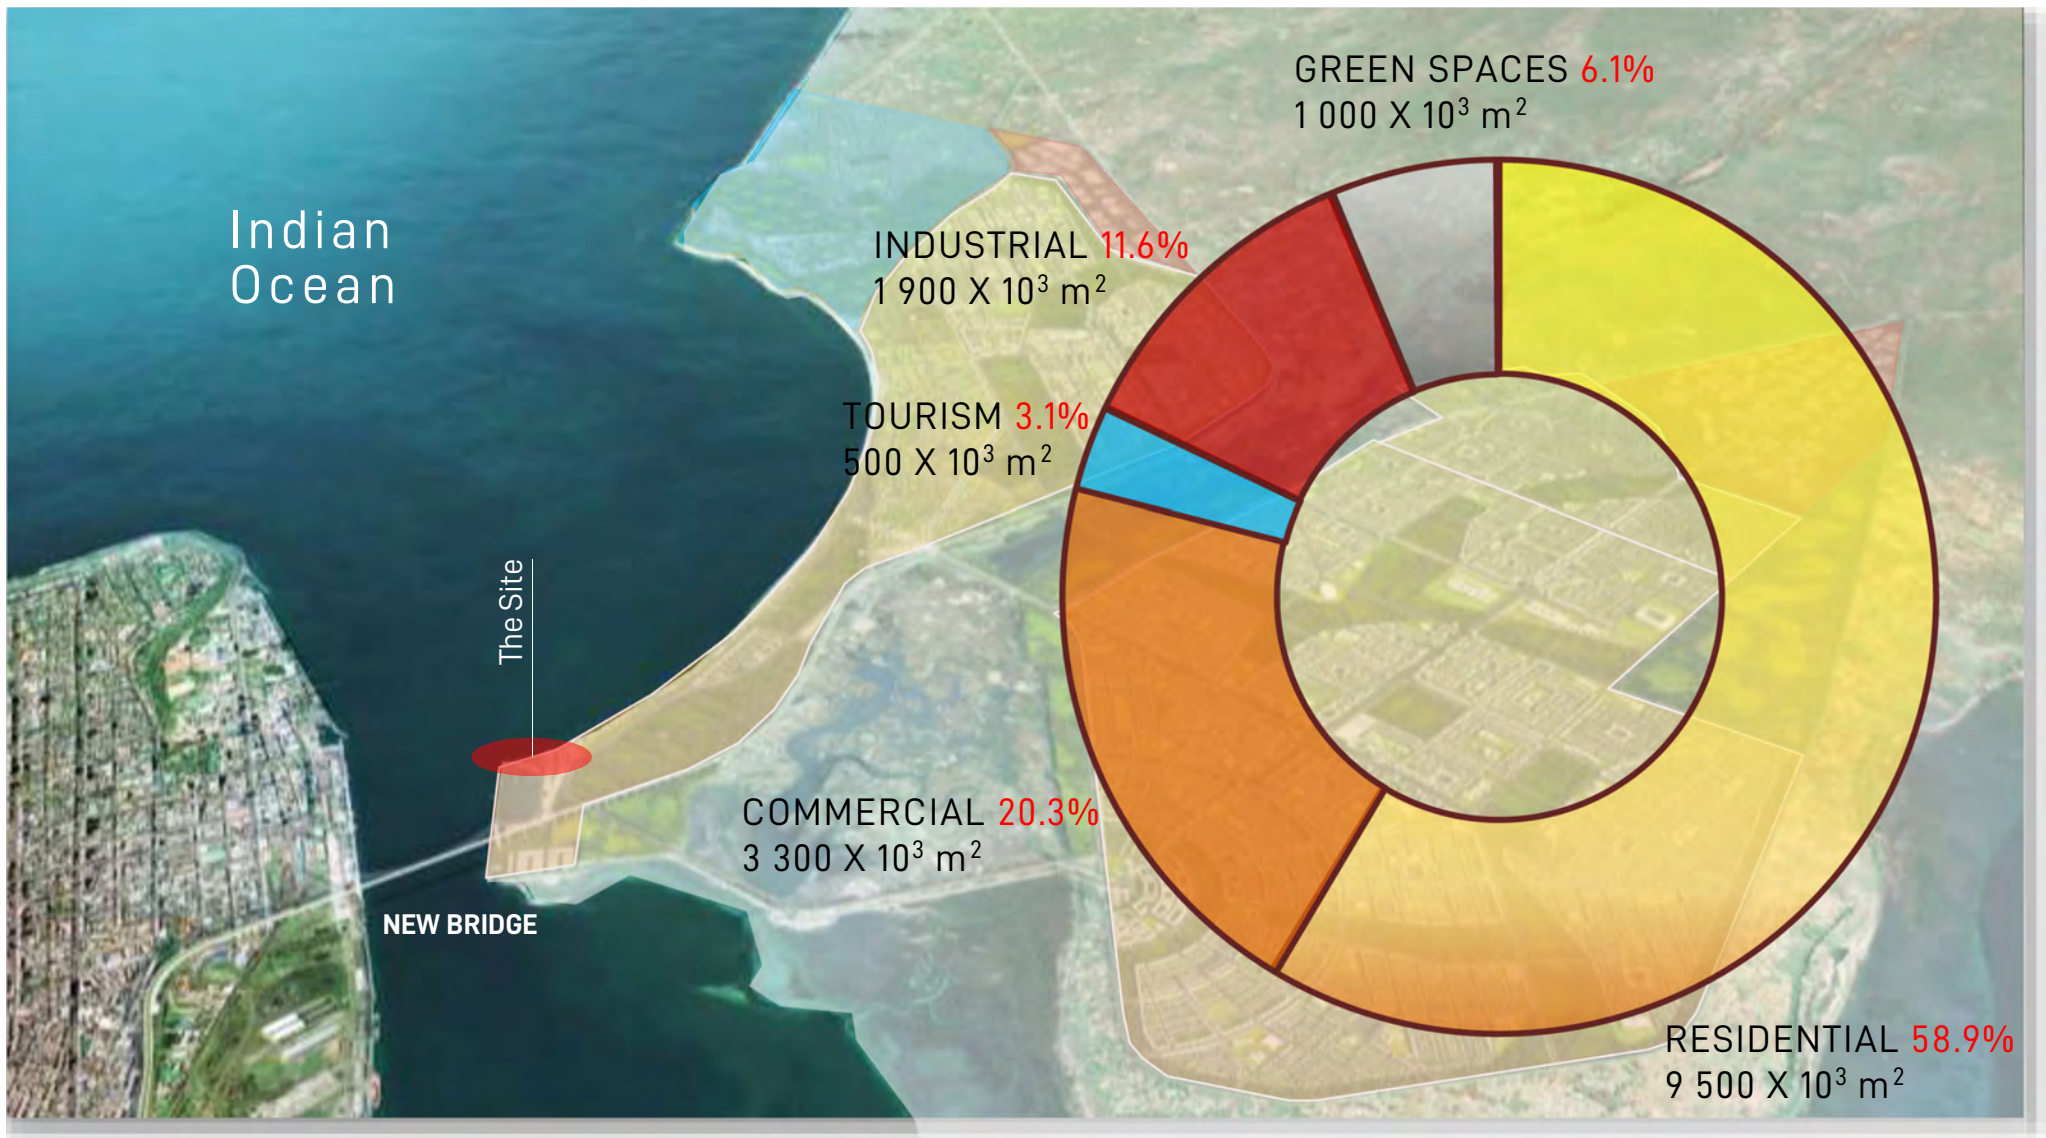 GREEN SPACES 6.1%
1 000 X 10³ m²
Indian
Ocean
INDUSTRIAL 11.6%
1 900 X 10³ m²
TOURISM 3.1%
500 X 10³ m²
The Site
COMMERCIAL 20.3%
3 300 X 10³ m²
NEW BRIDGE
RESIDENTIAL 58.9%
9 500 X 10³ m²